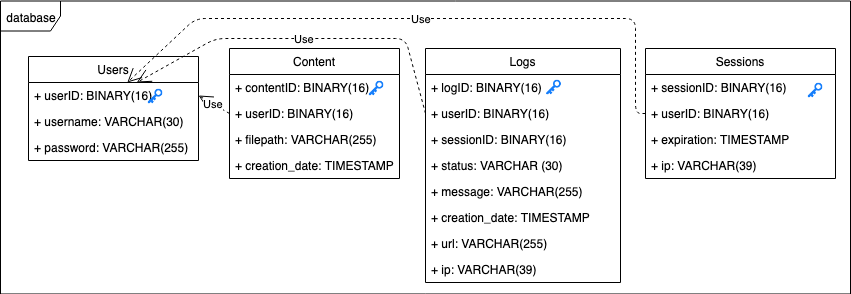 database
Use
Use
Use
Users
+ userID: BINARY(16)
+ username: VARCHAR(30)
+ password: VARCHAR(255)
Content
+ contentID: BINARY(16)
+ userID: BINARY(16)
+ filepath: VARCHAR(255)
+ creation_date: TIMESTAMP
Logs
+ logID: BINARY(16)
+ userID: BINARY(16)
+ sessionID: BINARY(16)
+ status: VARCHAR (30)
+ message: VARCHAR(255)
+ creation_date: TIMESTAMP
+ url: VARCHAR(255)
+ ip: VARCHAR(39)
Sessions
+ sessionID: BINARY(16)
+ userID: BINARY(16)
+ expiration: TIMESTAMP
+ ip: VARCHAR(39)